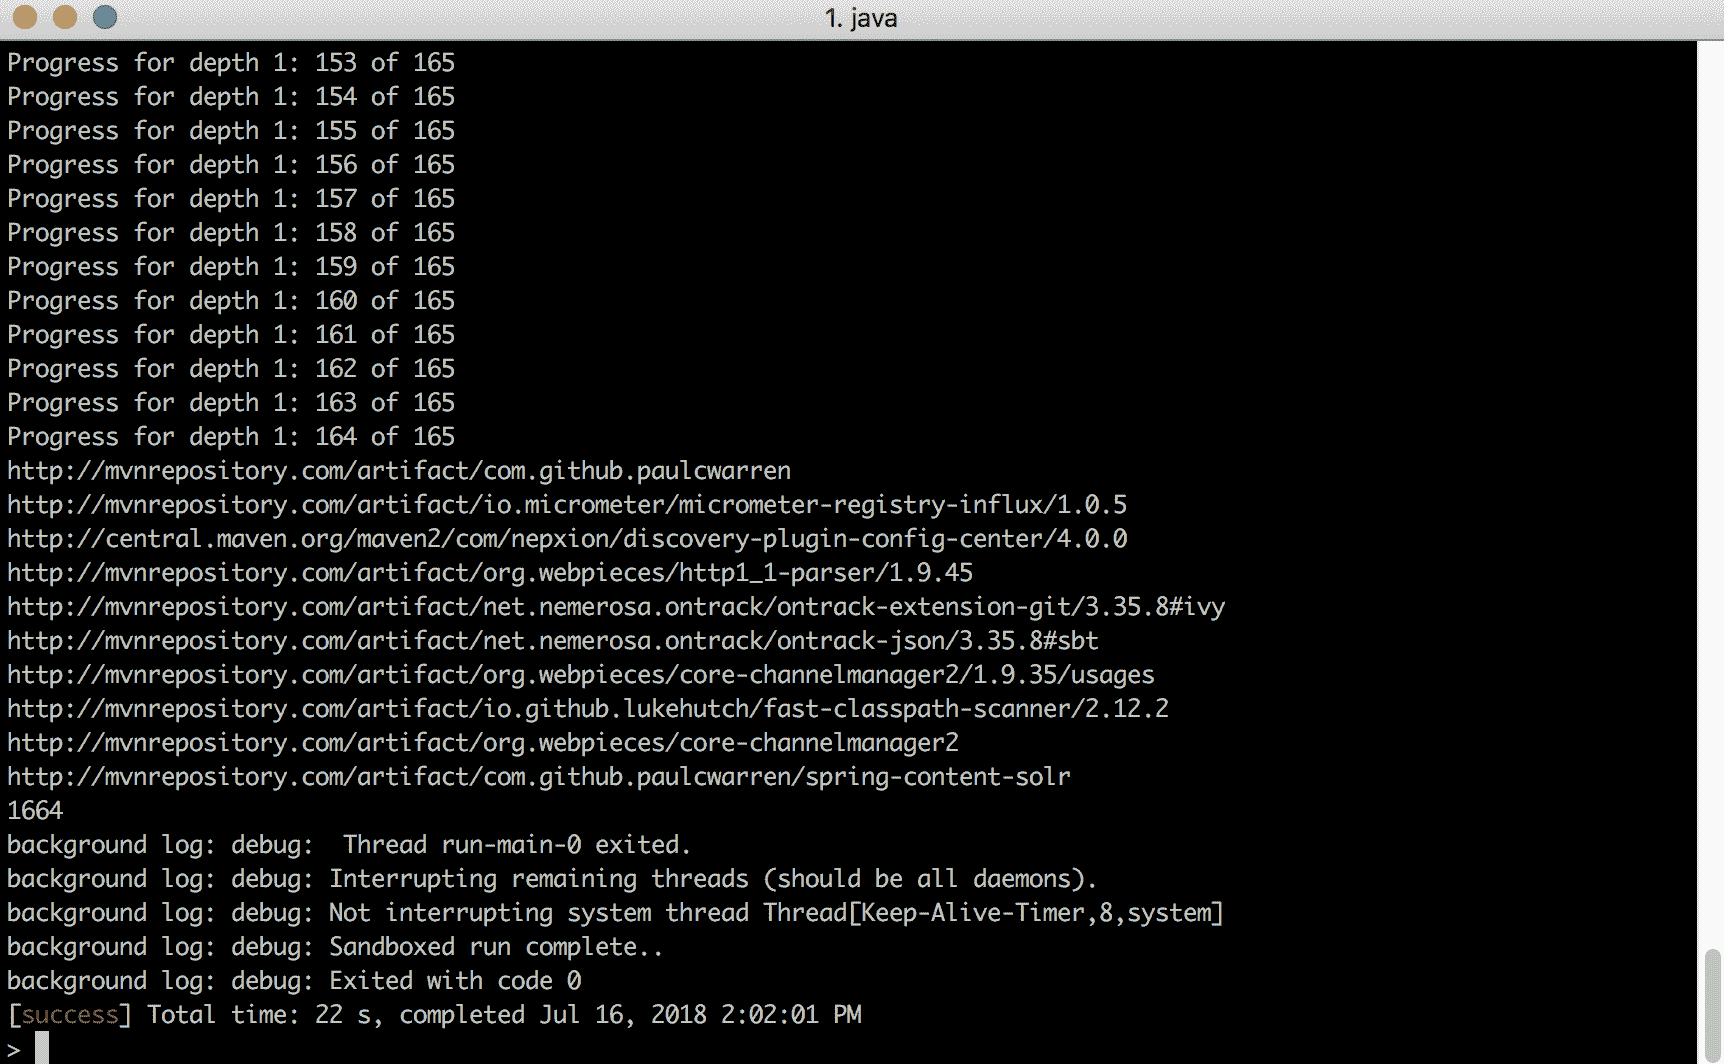 1. java
Progress for depth 1: 153 of 165
Progress for depth 1: 154 of 165
Progress for depth 1: 155 of 165
Progress for depth 1: 156 of 165
Progress for depth 1: 157 of 165
Progress for depth 1: 158 of 165
Progress for depth 1: 159 of 165
Progress for depth 1: 160 of 165
Progress for depth 1: 161 of 165
Progress for depth 1: 162 of 165
Progress for depth 1: 163 of 165
Progress for depth 1: 164 of 165
http://mvnrepository.com/artifact/com.github.paulcwarren
http://mvnrepository.com/artifact/io.micrometer/micrometer-registry-influx/1.0.5
http://central.maven.org/maven2/com/nepxion/discovery-plugin-config-center/4.0.0
http://mvnrepository.com/artifact/org.webpieces/http1_1-parser/1.9.45
http://mvnrepository.com/artifact/net.nemerosa.ontrack/ontrack-extension-git/3.35.8#ivy
http://mvnrepository.com/artifact/net.nemerosa.ontrack/ontrack-json/3.35.8#sbt
http://mvnrepository.com/artifact/org.webpieces/core-channelmanager2/1.9.35/usages
http://mvnrepository.com/artifact/io.github.lukehutch/fast-classpath-scanner/2.12.2
http://mvnrepository.com/artifact/org.webpieces/core-channelmanager2
http://mvnrepository.com/artifact/com.github.paulcwarren/spring-content-solr
1664
background log: debug:  Thread run-main-0 exited.
background log: debug: Interrupting remaining threads (should be all daemons).
background log: debug: Not interrupting system thread Thread[Keep-Alive-Timer,8,system]
background log: debug: Sandboxed run complete..
background log: debug: Exited with code 0
[success] Total time: 22 s, completed Jul 16, 2018 2:02:01 PM
>